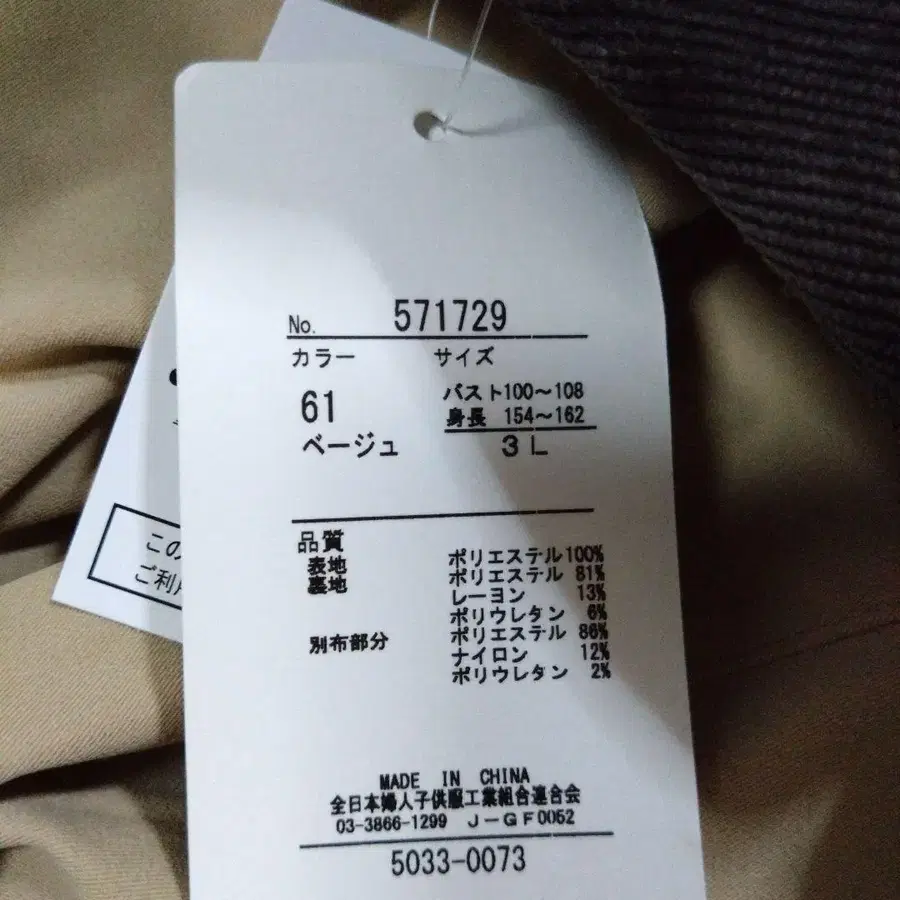 No. 571729
カラー サイズ
61 バスト100～108
身長 154～162
ベージュ 3L
品質
表地 ポリエステル100%
裏地 ポリエステル 81%
レーヨン 13%
ポリウレタン 6%
別布部分 ポリエステル 86%
ナイロン 12%
ポリウレタン 2%
MADE IN CHINA
全日本婦人子供服工業組合連合会
03-3866-1299 J-GF0052
5033-0073
この
ご利用